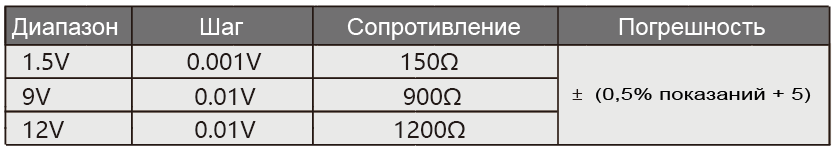 Диапазон Шаг Сопротивление Погрешность
1.5V 0.001V 150Ω
9V 0.01V 900Ω ± (0,5% показаний + 5)
12V 0.01V 1200Ω